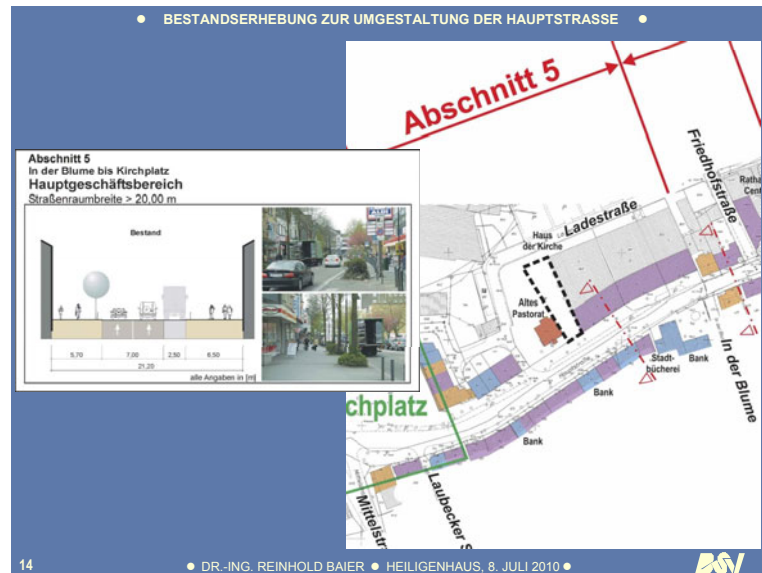 ● BESTANDSERHEBUNG ZUR UMGESTALTUNG DER HAUPTSTRASSE ●
Abschnitt 5
In der Blume bis Kirchplatz
Hauptgeschäftsbereich
Straßenraumbreite > 20,00 m
Bestand
5,70
7,00
2,50
6,50
21,20
alle Angaben in [m]
ALDI
Abschnitt 5
Friedhofstraße
Ladestraße
Haus
der Kirche
Altes
Pastorat
Stadt-
bücherei
Bank
Bank
Bank
In der Blume
chplatz
Laubecker S
Mittelstr
14
● DR.-ING. REINHOLD BAIER ● HEILIGENHAUS, 8. JULI 2010 ●
BSV